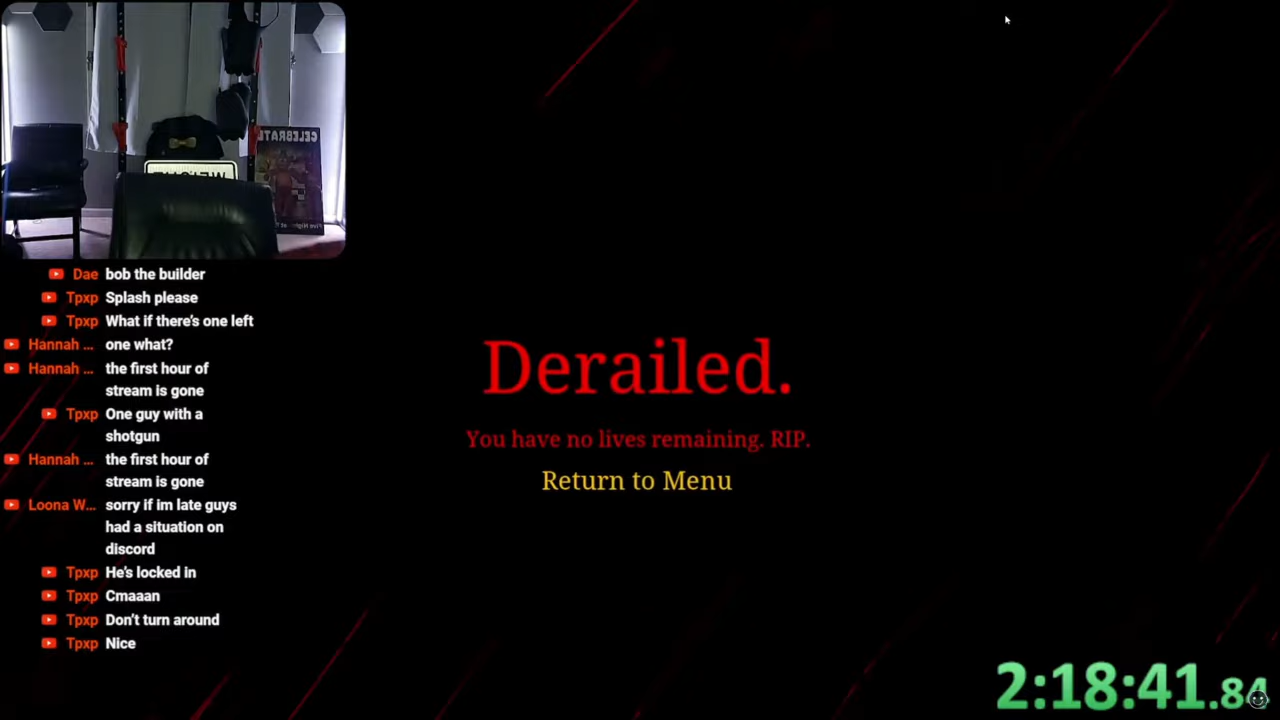 CELEBRATE
Dae bob the builder
Tpxp Splash please
Tpxp What if there's one left
Hannah ... one what?
Hannah ... the first hour of
stream is gone
Tpxp One guy with a
shotgun
Hannah ... the first hour of
stream is gone
Loona W... sorry if im late guys
had a situation on
discord
Tpxp He's locked in
Tpxp Cmaaan
Tpxp Don't turn around
Tpxp Nice
Derailed.
You have no lives remaining. RIP.
Return to Menu
2:18:41.84